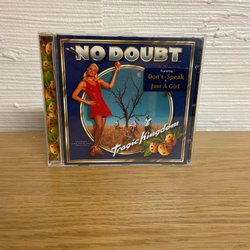 NO DOUBT
Featuring
Don't Speak
Just A Girl
Tragic Kingdom